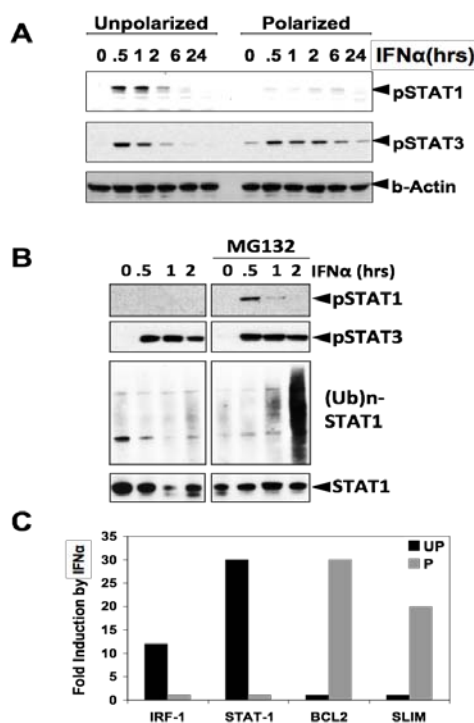 A
Unpolarized Polarized
0 .5 1 2 6 24 0 .5 1 2 6 24 IFNα(hrs)
pSTAT1
pSTAT3
b-Actin
B
MG132
0 .5 1 2 0 .5 1 2 IFNα (hrs)
pSTAT1
pSTAT3
(Ub)n-
STAT1
STAT1
C
Fold Induction by IFNα
35
30
25
20
15
10
5
0
UP
P
IRF-1 STAT-1 BCL2 SLIM